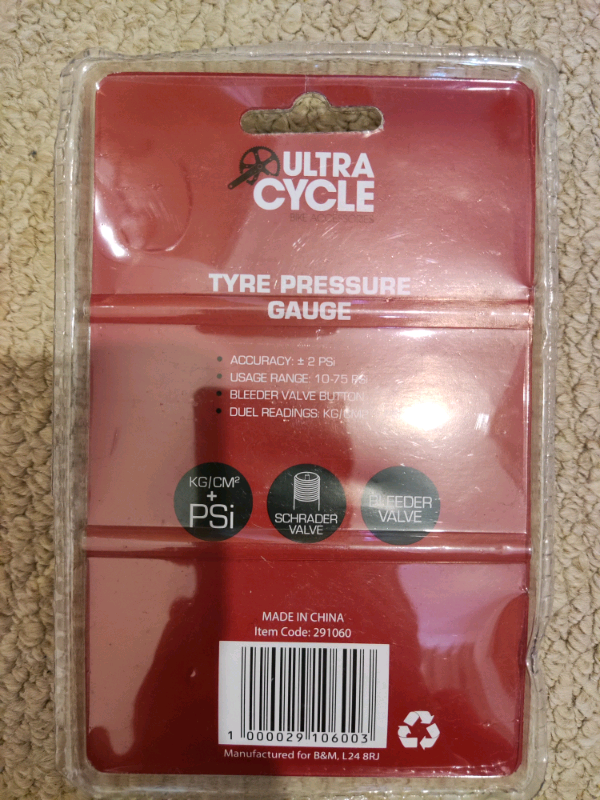 ULTRA
CYCLE
BIKE ACCESSORIES
TYRE PRESSURE
GAUGE
• ACCURACY: ± 2 PSi
• USAGE RANGE: 10-75 PSi
• BLEEDER VALVE BUTTON
• DUEL READINGS: KG/CM²
KG/CM²
+
PSi
SCHRADER
VALVE
BLEEDER
VALVE
MADE IN CHINA
Item Code: 291060
1 000029 106003
Manufactured for B&M, L24 8RJ